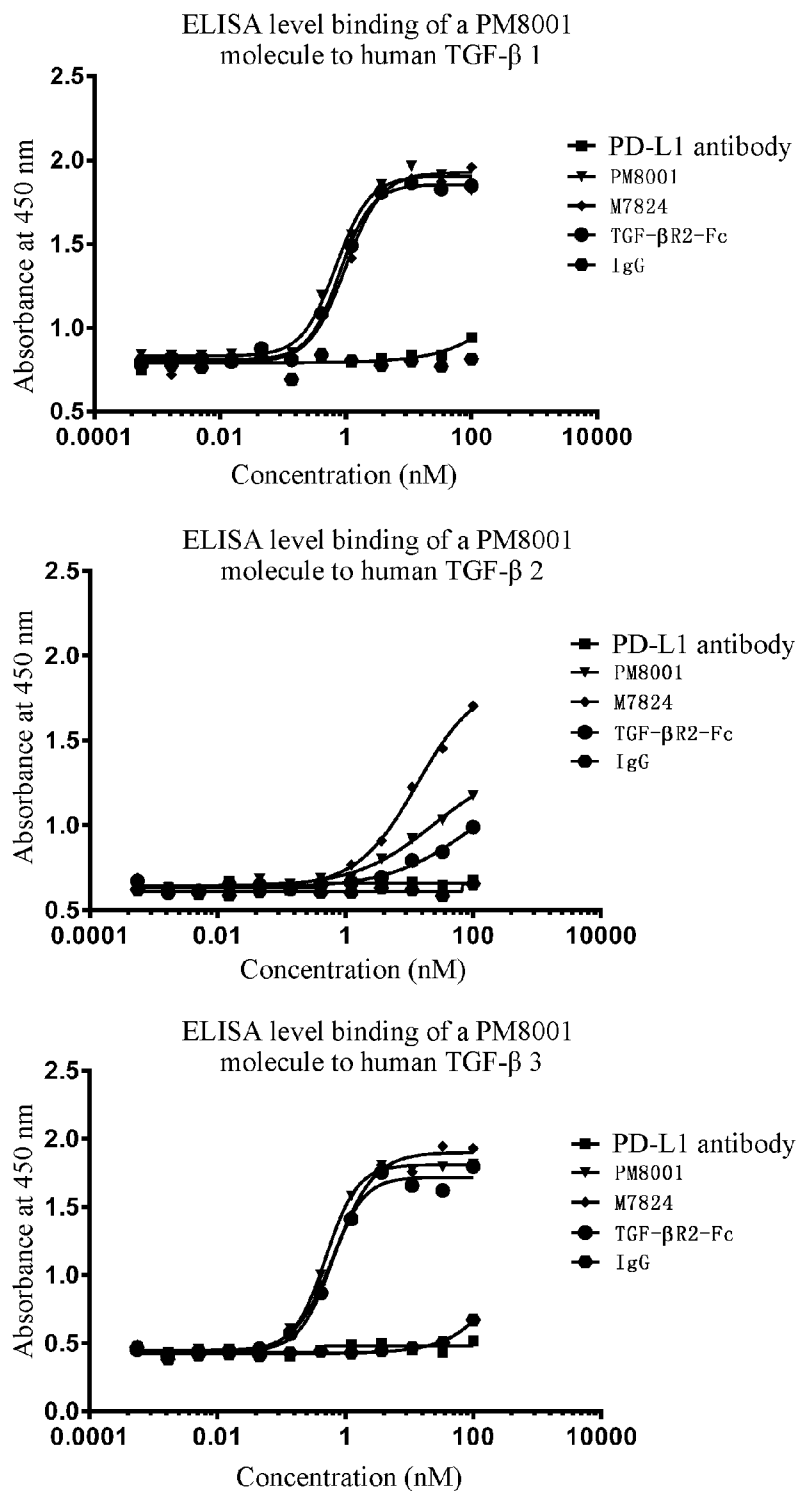 ELISA level binding of a PM8001
molecule to human TGF-β 1
2.5
2.0
1.5
1.0
0.5
Absorbance at 450 nm
0.0001
0.01
1
100
10000
Concentration (nM)
PD-L1 antibody
PM8001
M7824
TGF-βR2-Fc
IgG
ELISA level binding of a PM8001
molecule to human TGF-β 2
2.5
2.0
1.5
1.0
0.5
Absorbance at 450 nm
0.0001
0.01
1
100
10000
Concentration (nM)
PD-L1 antibody
PM8001
M7824
TGF-βR2-Fc
IgG
ELISA level binding of a PM8001
molecule to human TGF-β 3
2.5
2.0
1.5
1.0
0.5
0.0
Absorbance at 450 nm
0.0001
0.01
1
100
10000
Concentration (nM)
PD-L1 antibody
PM8001
M7824
TGF-βR2-Fc
IgG